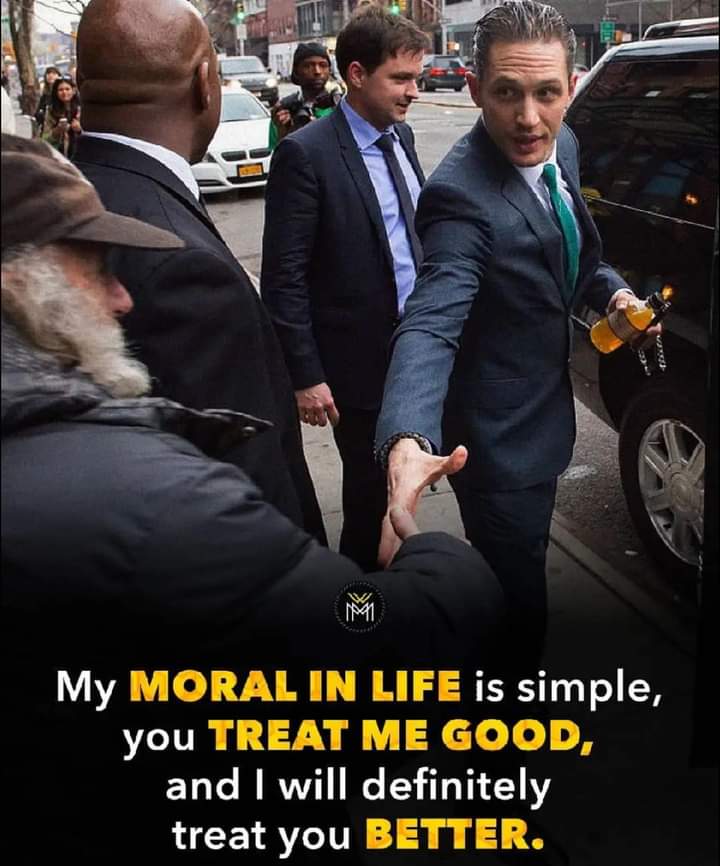 My MORAL IN LIFE is simple,
you TREAT ME GOOD,
and I will definitely
treat you BETTER.